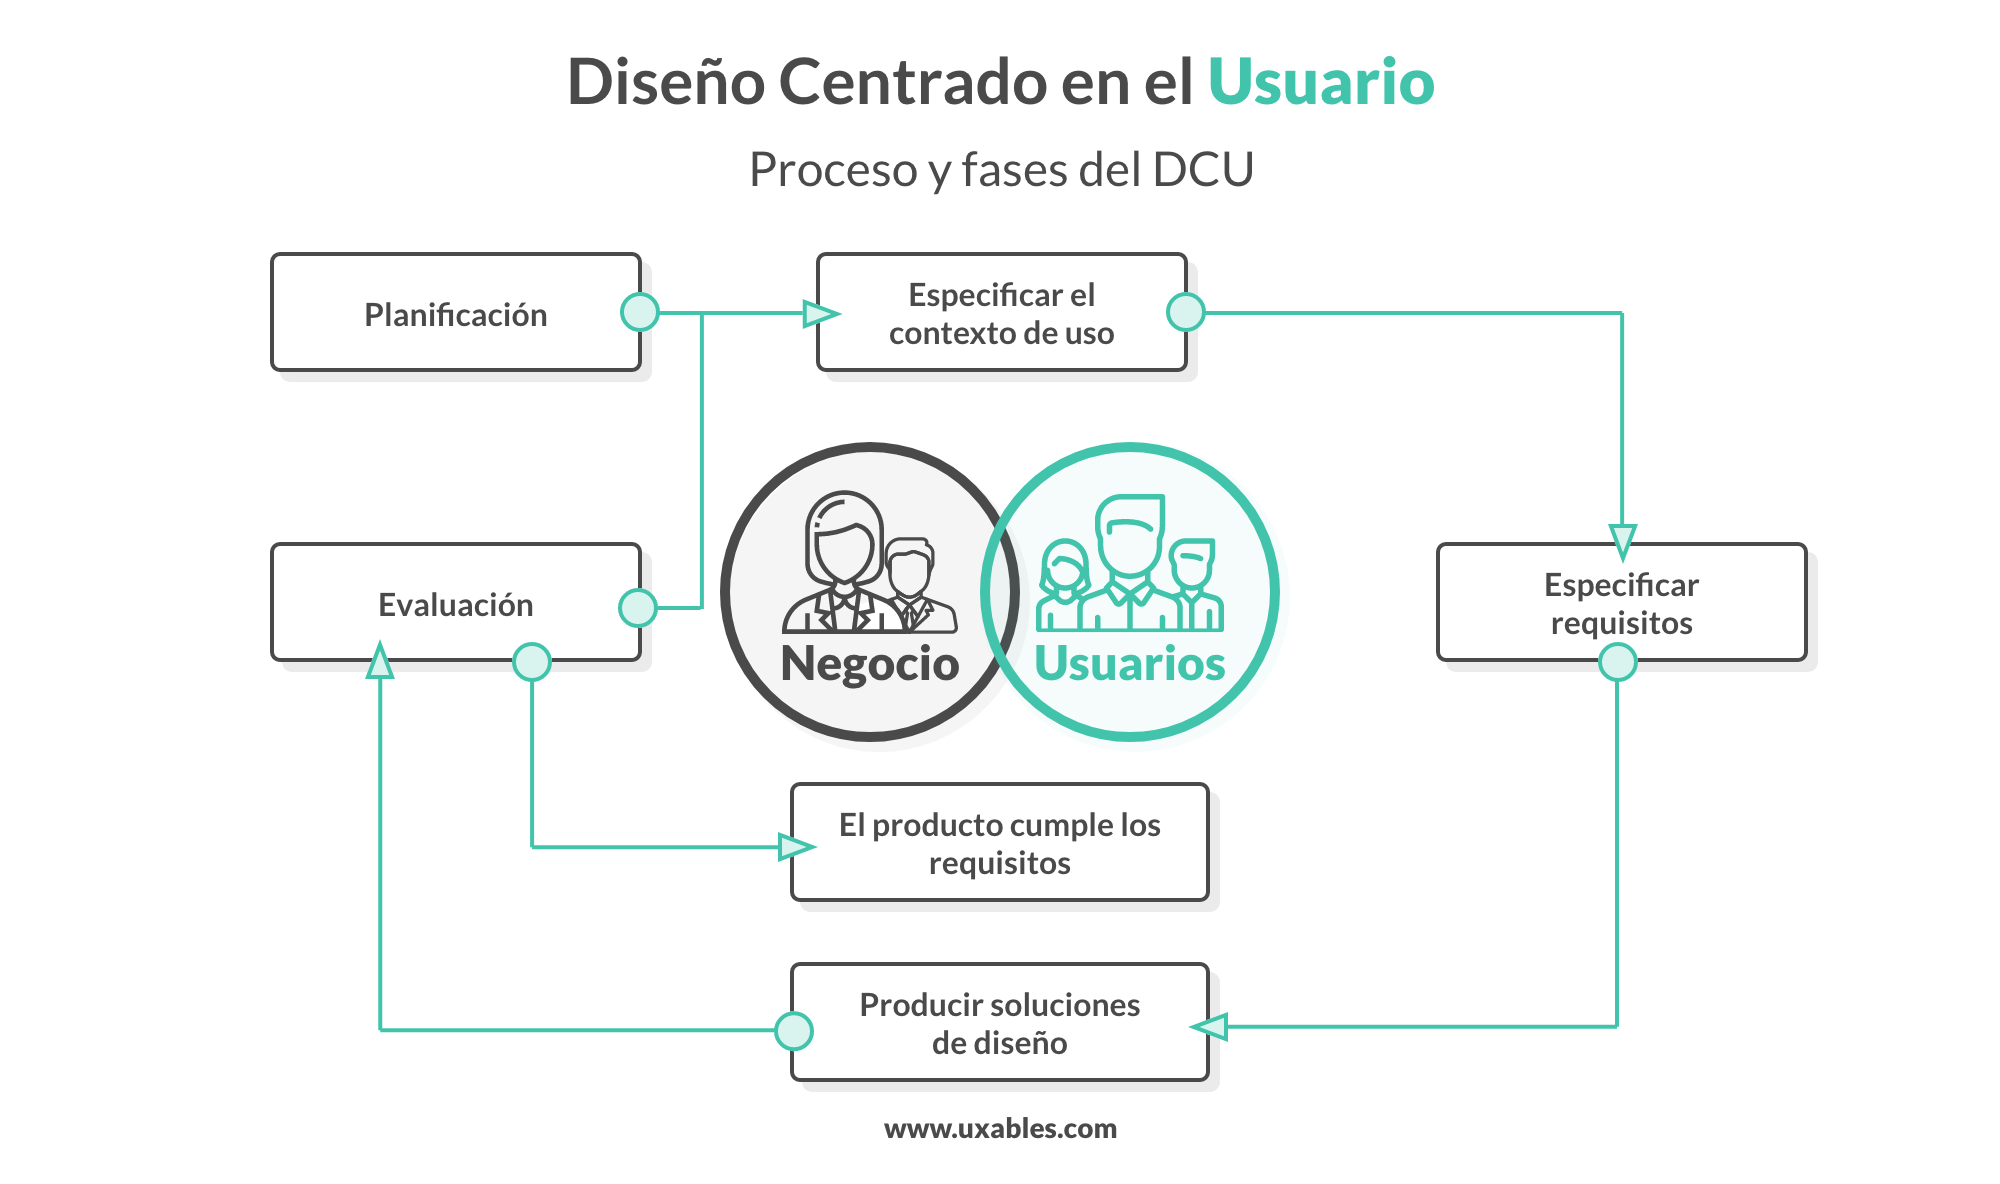 Diseño Centrado en el Usuario
Proceso y fases del DCU
Planificación
Especificar el
contexto de uso
Evaluación
Negocio
Usuarios
Especificar
requisitos
El producto cumple los
requisitos
Producir soluciones
de diseño
www.uxables.com